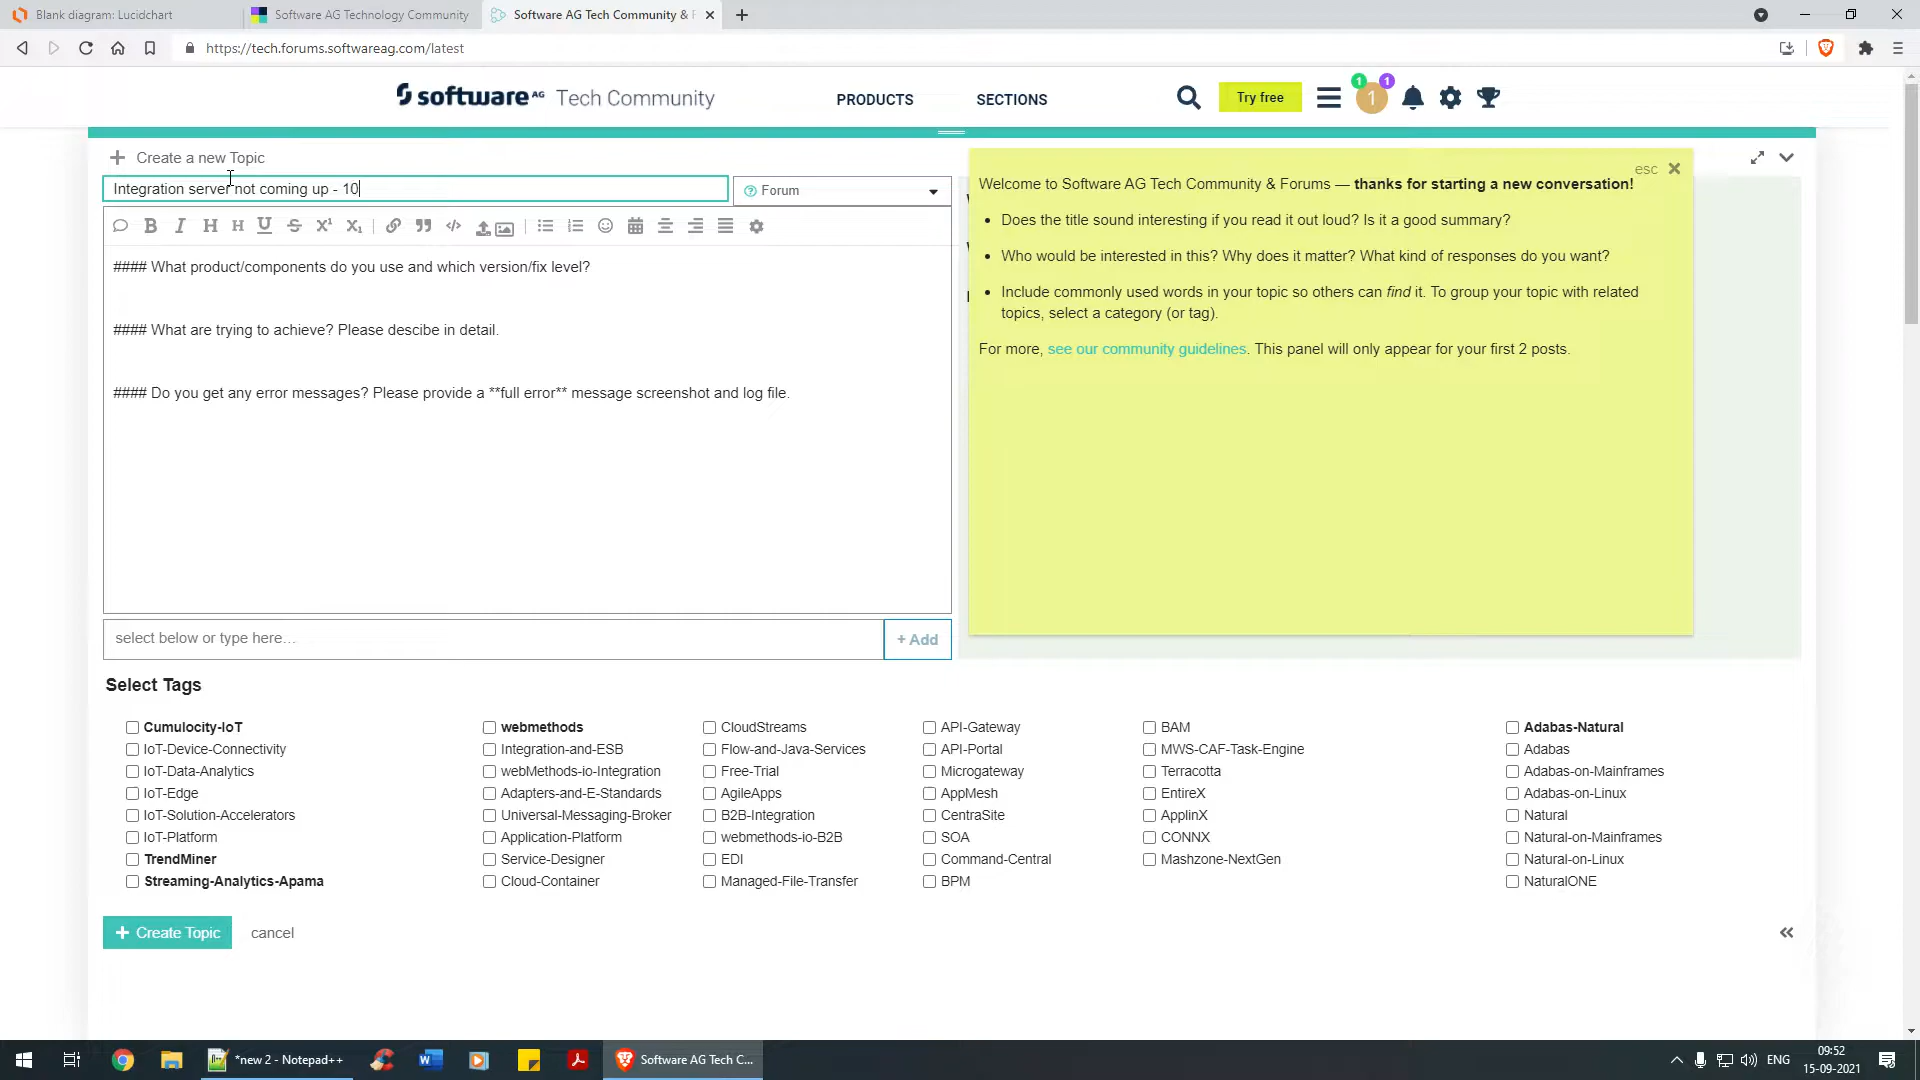 Blank diagram: Lucidchart
Software AG Technology Community
Software AG Tech Community &
https://tech.forums.softwareag.com/latest
software AG Tech Community
PRODUCTS
SECTIONS
Try free
1
1
1
Create a new Topic
Integration server not coming up - 10
Forum
#### What product/components do you use and which version/fix level?
#### What are trying to achieve? Please descibe in detail.
#### Do you get any error messages? Please provide a **full error** message screenshot and log file.
esc
Welcome to Software AG Tech Community & Forums — thanks for starting a new conversation!
• Does the title sound interesting if you read it out loud? Is it a good summary?
• Who would be interested in this? Why does it matter? What kind of responses do you want?
• Include commonly used words in your topic so others can find it. To group your topic with related
topics, select a category (or tag).
For more, see our community guidelines. This panel will only appear for your first 2 posts.
select below or type here...
+ Add
Select Tags
Cumulocity-IoT
IoT-Device-Connectivity
IoT-Data-Analytics
IoT-Edge
IoT-Solution-Accelerators
IoT-Platform
TrendMiner
Streaming-Analytics-Apama
webmethods
Integration-and-ESB
webMethods-io-Integration
Adapters-and-E-Standards
Universal-Messaging-Broker
Application-Platform
Service-Designer
Cloud-Container
CloudStreams
Flow-and-Java-Services
Free-Trial
AgileApps
B2B-Integration
webmethods-io-B2B
EDI
Managed-File-Transfer
API-Gateway
API-Portal
Microgateway
AppMesh
CentraSite
SOA
Command-Central
BPM
BAM
MWS-CAF-Task-Engine
Terracotta
EntireX
ApplinX
CONNX
Mashzone-NextGen
Adabas-Natural
Adabas
Adabas-on-Mainframes
Adabas-on-Linux
Natural
Natural-on-Mainframes
Natural-on-Linux
NaturalONE
+ Create Topic
cancel
*new 2 - Notepad++
Software AG Tech C...
ENG
09:52
15-09-2021